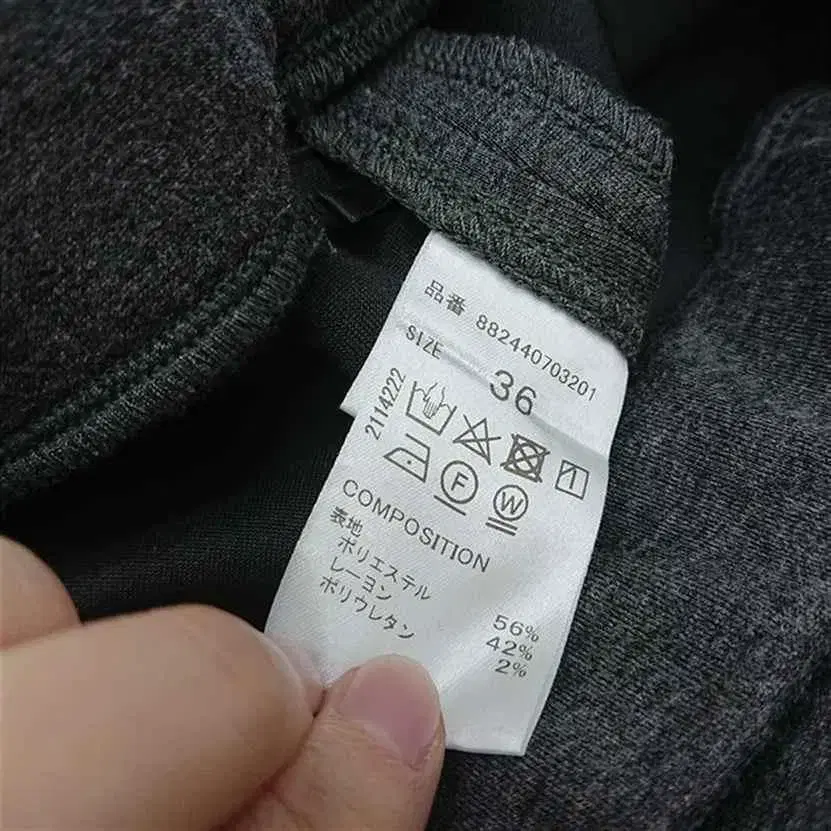 品番 882440703201
SIZE 36
2114222
F
W
COMPOSITION
表地
ポリエステル 56%
レーヨン 42%
ポリウレタン 2%